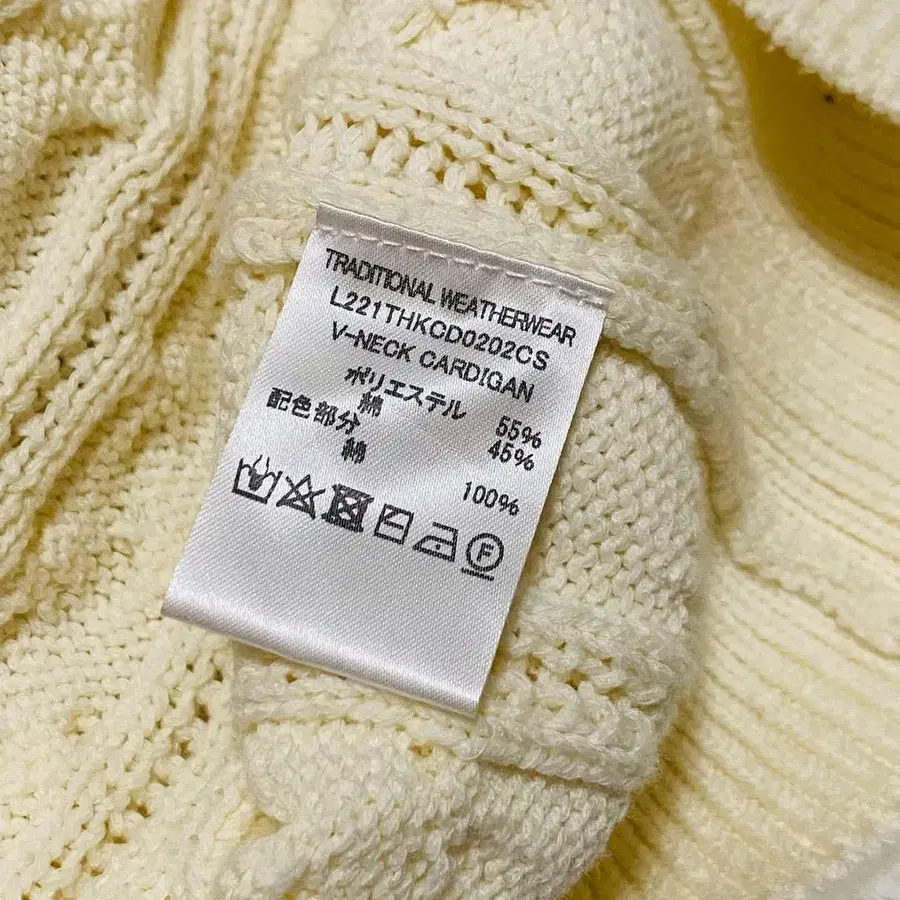 TRADITIONAL WEATHERWEAR
L221THKCD0202CS
V-NECK CARDIGAN
ポリエステル 55%
綿 45%
配色部分
綿 100%
F